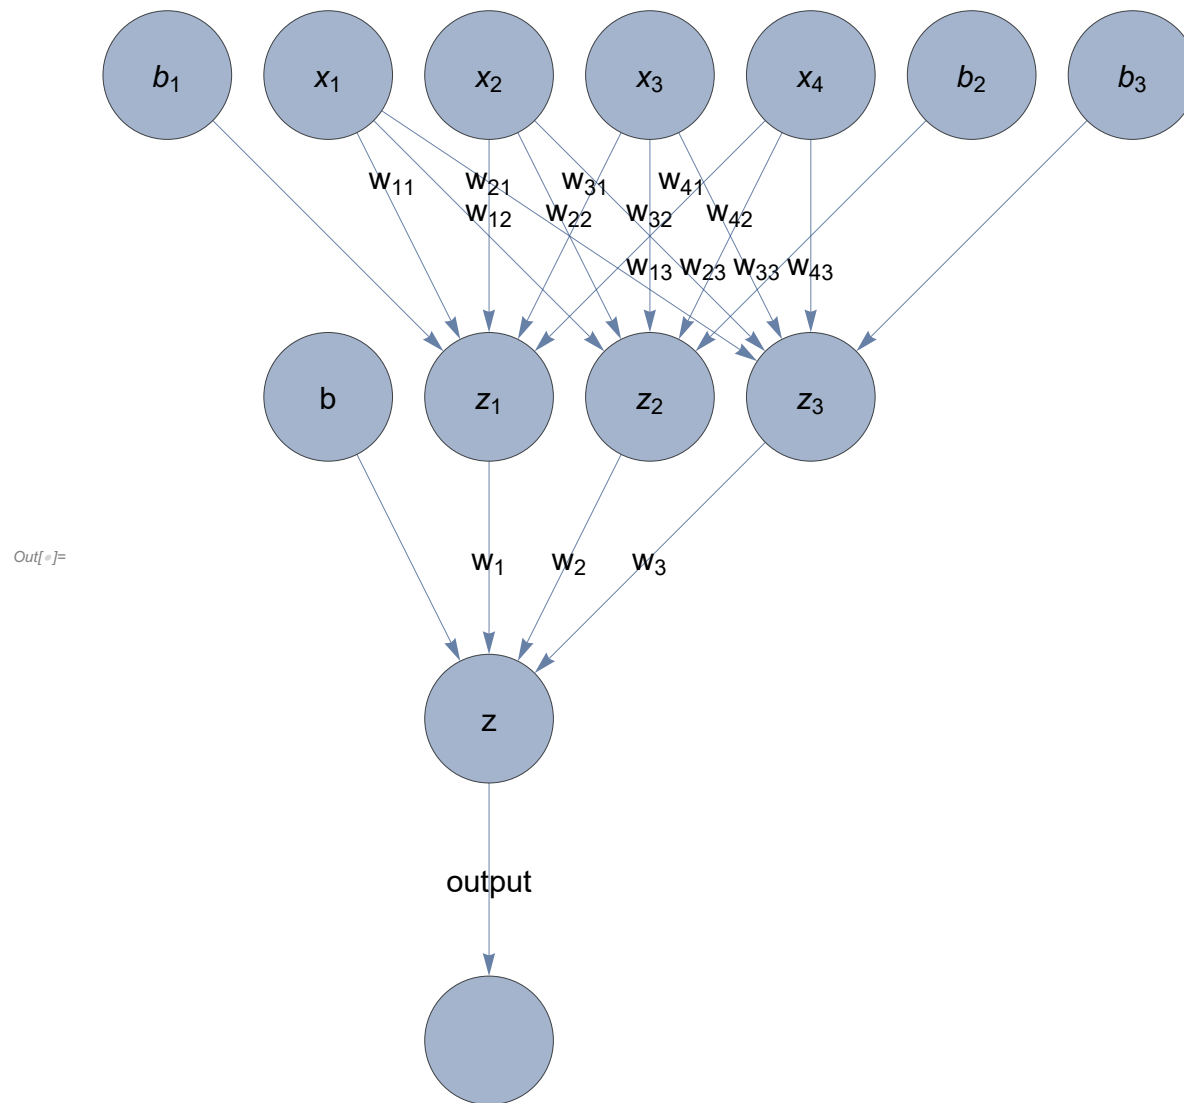 b₁ x₁ x₂ x₃ x₄ b₂ b₃
w₁₁ w₂₁ w₃₁ w₄₁
w₁₂ w₂₂ w₃₂ w₄₂
w₁₃ w₂₃ w₃₃ w₄₃
b z₁ z₂ z₃
Out[•]=
w₁ w₂ w₃
z
output